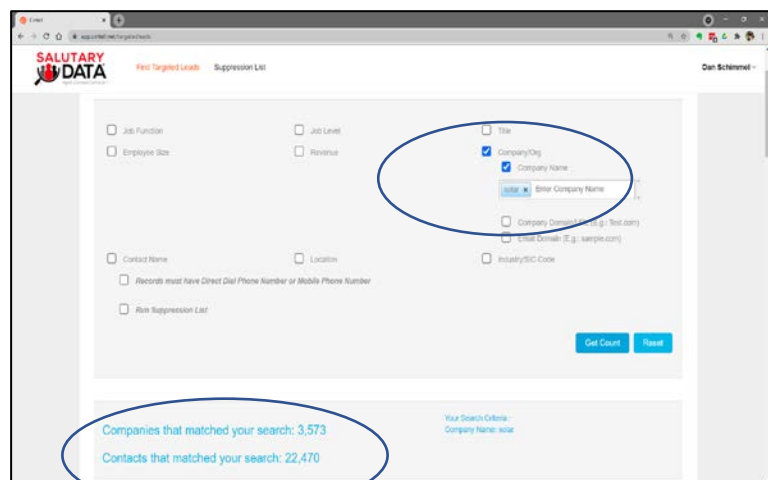 SALUTARY
DATA
Find Targeted Leads
Suppression List
Dan Schimmel
Job Function
Job Level
Title
Employee Size
Revenue
Company/Org
Company Name
solar × Enter Company Name
Company Domain/
(E.g.: Test.com)
Email Domain (E.g.: sample.com)
Contact Name
Location
Industry/SIC Code
Records must have Direct Dial Phone Number or Mobile Phone Number
Run Suppression List
Get Count
Reset
Companies that matched your search: 3,573
Contacts that matched your search: 22,470
Your Search Criteria :
Company Name: solar